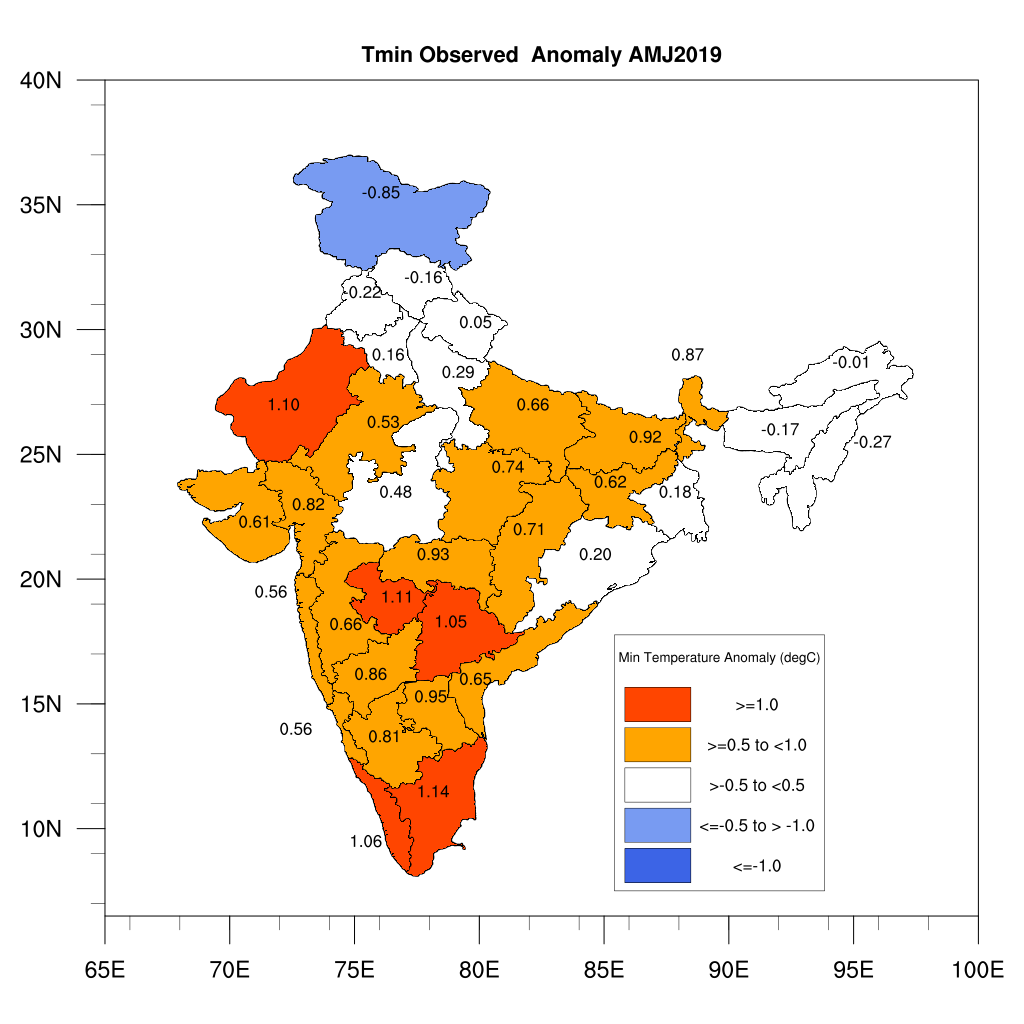 Tmin Observed  Anomaly AMJ2019
40N
35N
30N
25N
20N
15N
10N
65E 70E 75E 80E 85E 90E 95E 100E
-0.85
-0.16
-0.22
0.05
0.16
0.87
-0.01
0.29
1.10
0.66
0.53
-0.17
0.92
-0.27
0.74
0.62
0.48
0.18
0.82
0.61
0.71
0.93
0.20
0.56
1.11
0.66
1.05
0.86
0.65
0.95
0.56
0.81
1.14
1.06
Min Temperature Anomaly (degC)
>=1.0
>=0.5 to <1.0
>-0.5 to <0.5
<=-0.5 to > -1.0
<=-1.0